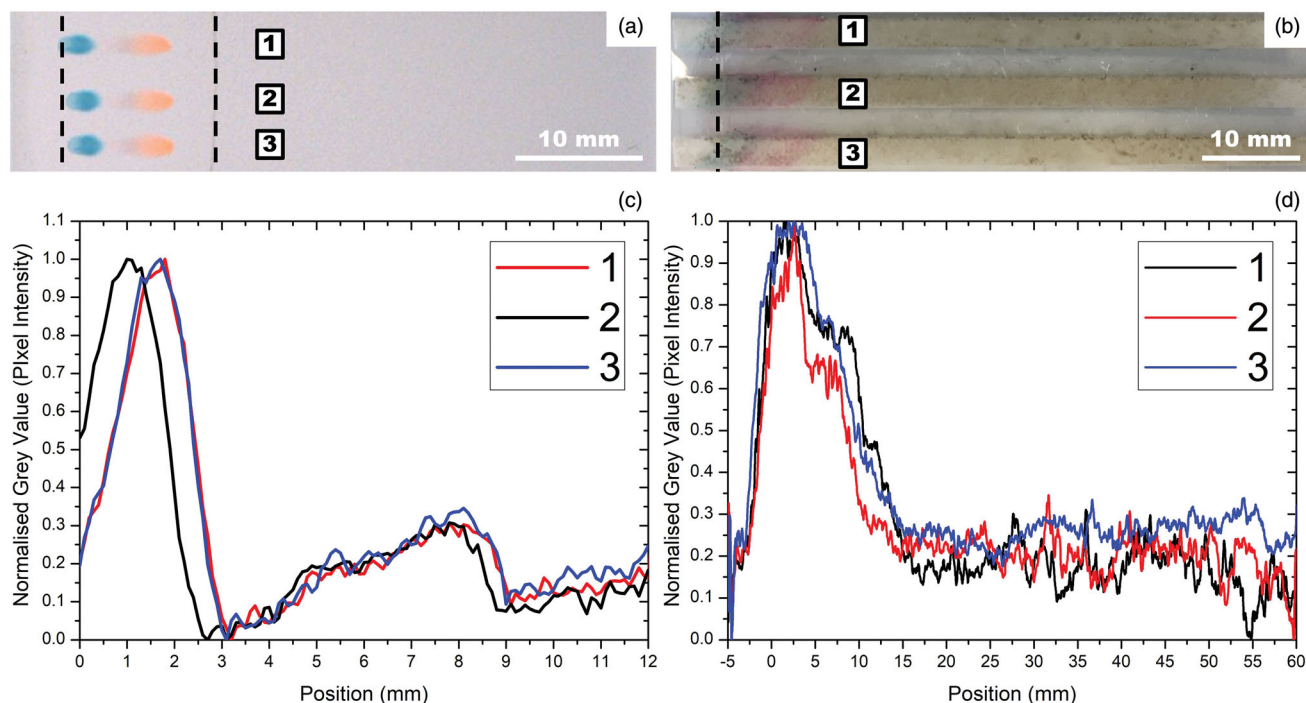 (a)
1
2
3
10 mm
(b)
1
2
3
10 mm
(c)
1.1
1.0
0.9
0.8
0.7
0.6
0.5
0.4
0.3
0.2
0.1
0.0
Normalised Grey Value (PIxel Intensity)
1
2
3
0 1 2 3 4 5 6 7 8 9 10 11 12
Position (mm)
(d)
1.0
0.9
0.8
0.7
0.6
0.5
0.4
0.3
0.2
0.1
0.0
Normalised Grey Value (Pixel Intensity)
1
2
3
-5 0 5 10 15 20 25 30 35 40 45 50 55 60
Position (mm)